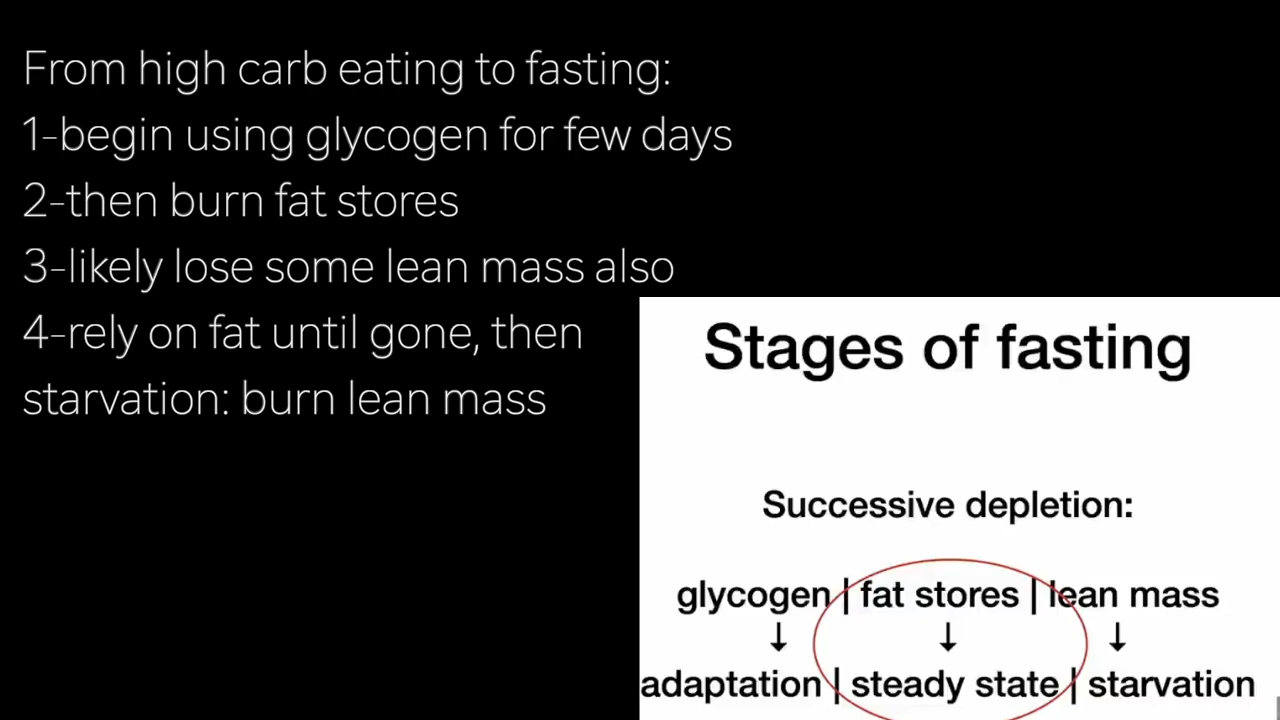 From high carb eating to fasting:
1-begin using glycogen for few days
2-then burn fat stores
3-likely lose some lean mass also
4-rely on fat until gone, then
starvation: burn lean mass
Stages of fasting
Successive depletion:
glycogen | fat stores | lean mass
↓ ↓ ↓
adaptation | steady state | starvation